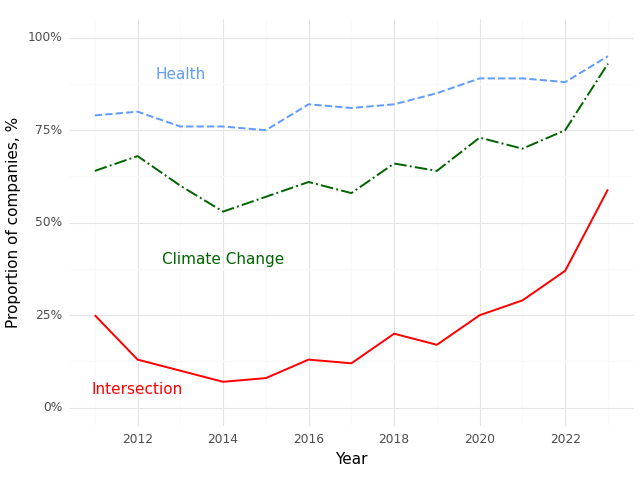 100%
Health
75%
50%
Climate Change
25%
Intersection
0%
2012 2014 2016 2018 2020 2022
Year
Proportion of companies, %